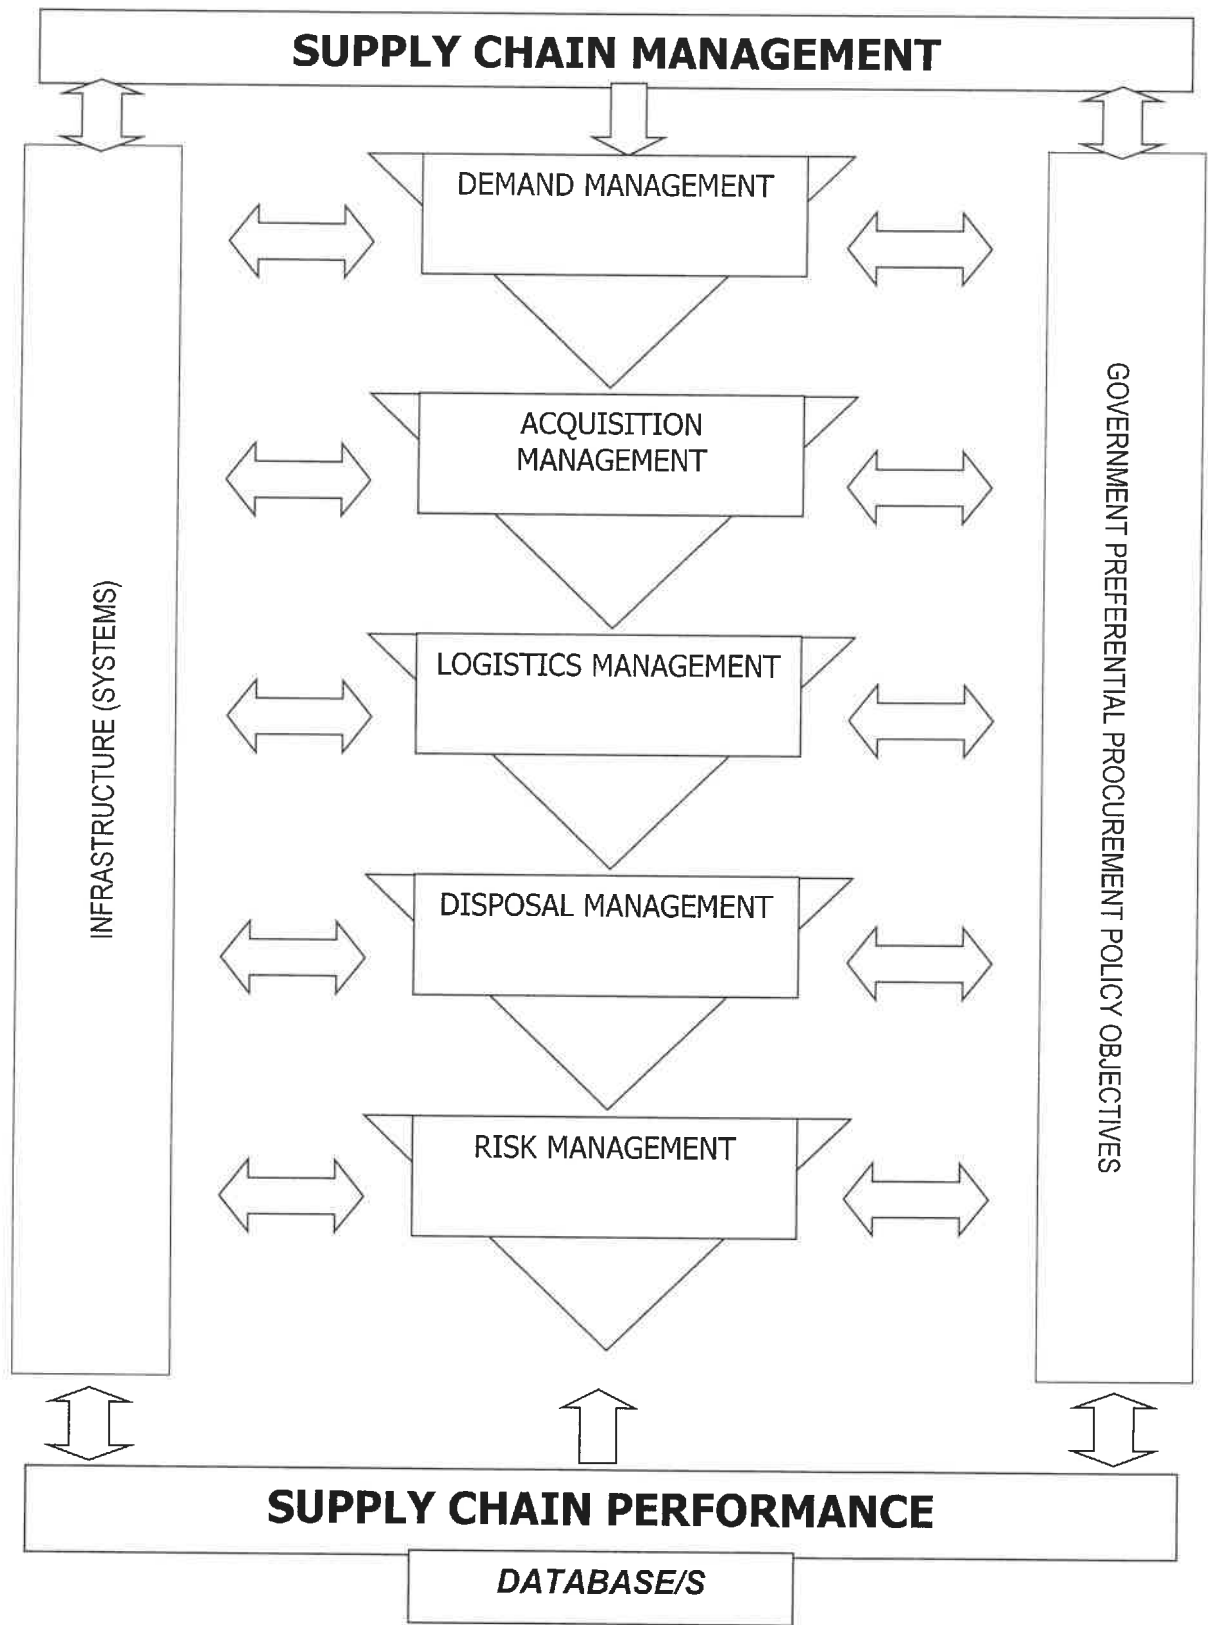 SUPPLY CHAIN MANAGEMENT
DEMAND MANAGEMENT
ACQUISITION
MANAGEMENT
LOGISTICS MANAGEMENT
DISPOSAL MANAGEMENT
RISK MANAGEMENT
INFRASTRUCTURE (SYSTEMS)
GOVERNMENT PREFERENTIAL PROCUREMENT POLICY OBJECTIVES
SUPPLY CHAIN PERFORMANCE
DATABASE/S